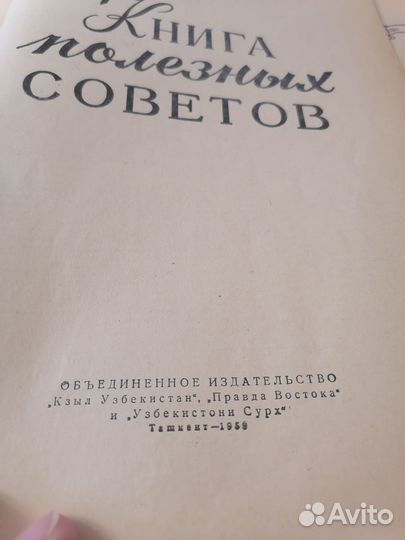 Книга
полезных
СОВЕТОВ
ОБЪЕДИНЕННОЕ ИЗДАТЕЛЬСТВО
„Кзыл Узбекистан“, „Правда Востока“
и „Узбекистони Сурх“
Ташкент—1959
Avito